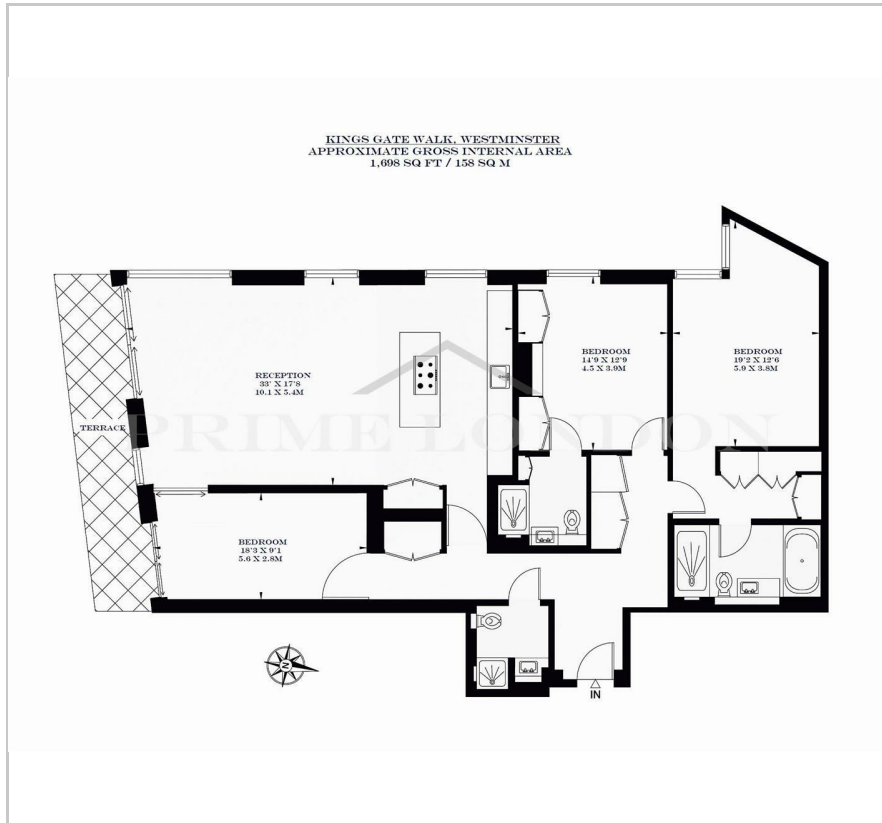 KINGS GATE WALK, WESTMINSTER
APPROXIMATE GROSS INTERNAL AREA
1,698 SQ FT / 158 SQ M
BEDROOM
14'9 X 12'9
4.5 X 3.9M
BEDROOM
19'2 X 12'6
5.9 X 3.8M
RECEPTION
33' X 17'8
10.1 X 5.4M
TERRACE
PRIME LONDON
BEDROOM
18'3 X 9'1
5.6 X 2.8M
N
IN